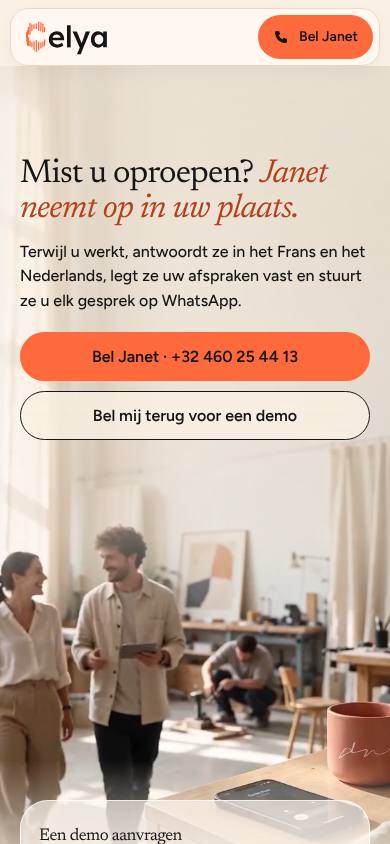 Celya
Bel Janet
Mist u oproepen? Janet
neemt op in uw plaats.
Terwijl u werkt, antwoordt ze in het Frans en het
Nederlands, legt ze uw afspraken vast en stuurt
ze u elk gesprek op WhatsApp.
Bel Janet · +32 460 25 44 13
Bel mij terug voor een demo
Een demo aanvragen